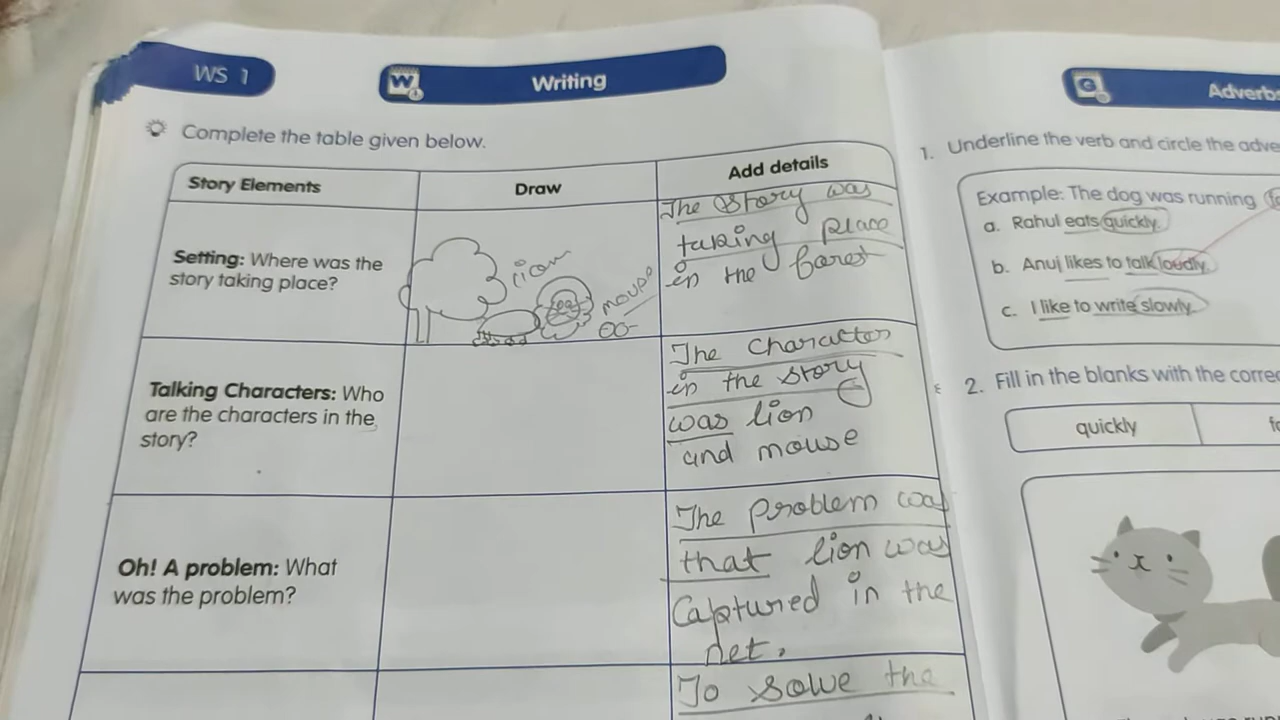 WS 1
Writing
Complete the table given below.
Story Elements
Draw
Add details
Setting: Where was the
story taking place?
lion
mouse
The Story was
taking place
in the forest
Talking Characters: Who
are the characters in the
story?
The Character
in the story
was lion
and mouse
Oh! A problem: What
was the problem?
The Problem was
that lion was
Captured in the
net.
To solve the
Adverbs
1. Underline the verb and circle the adve
Example: The dog was running
a. Rahul eats quickly.
b. Anuj likes to talk loudly.
c. I like to write slowly.
2. Fill in the blanks with the correc
quickly